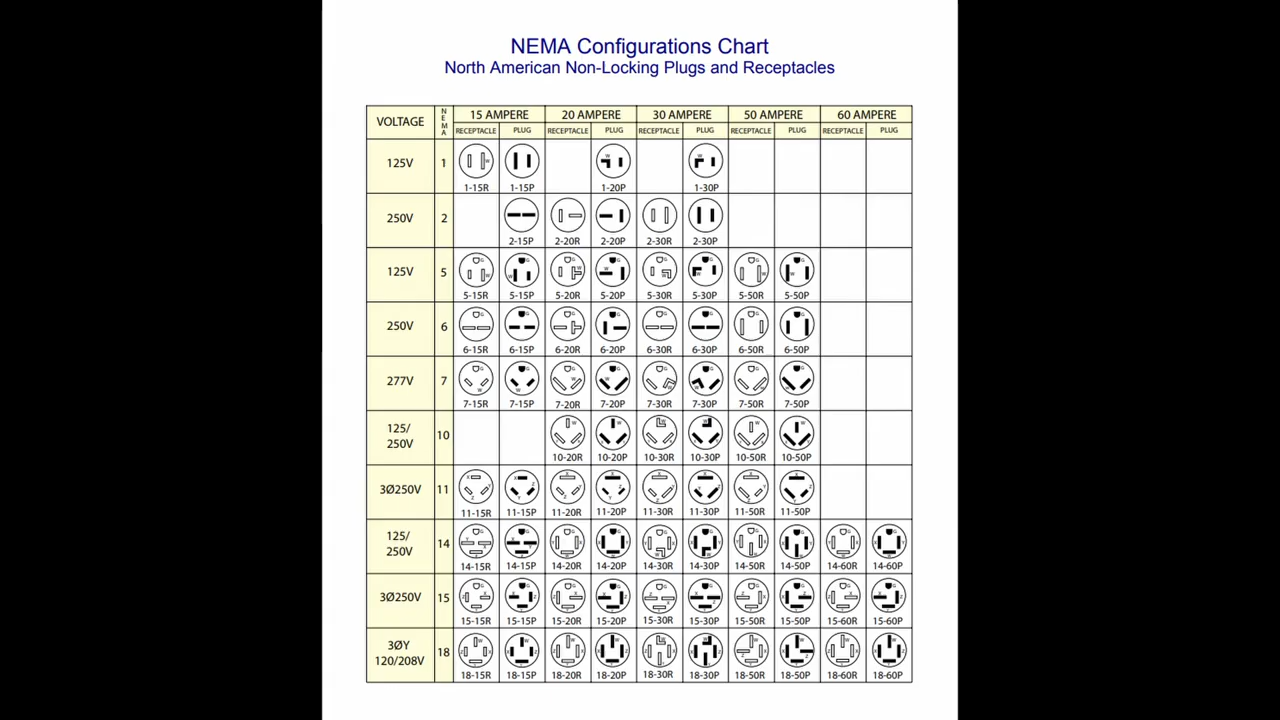 NEMA Configurations Chart
North American Non-Locking Plugs and Receptacles
VOLTAGE NEMA 15 AMPERE 20 AMPERE 30 AMPERE 50 AMPERE 60 AMPERE
RECEPTACLE PLUG RECEPTACLE PLUG RECEPTACLE PLUG RECEPTACLE PLUG RECEPTACLE PLUG
125V 1
1-15R 1-15P 1-20P 1-30P
250V 2
2-15P 2-20R 2-20P 2-30R 2-30P
125V 5
5-15R 5-15P 5-20R 5-20P 5-30R 5-30P 5-50R 5-50P
250V 6
6-15R 6-15P 6-20R 6-20P 6-30R 6-30P 6-50R 6-50P
277V 7
7-15R 7-15P 7-20R 7-20P 7-30R 7-30P 7-50R 7-50P
125/
250V 10
10-20R 10-20P 10-30R 10-30P 10-50R 10-50P
3Ø250V 11
11-15R 11-15P 11-20R 11-20P 11-30R 11-30P 11-50R 11-50P
125/
250V 14
14-15R 14-15P 14-20R 14-20P 14-30R 14-30P 14-50R 14-50P 14-60R 14-60P
3Ø250V 15
15-15R 15-15P 15-20R 15-20P 15-30R 15-30P 15-50R 15-50P 15-60R 15-60P
3ØY
120/208V 18
18-15R 18-15P 18-20R 18-20P 18-30R 18-30P 18-50R 18-50P 18-60R 18-60P